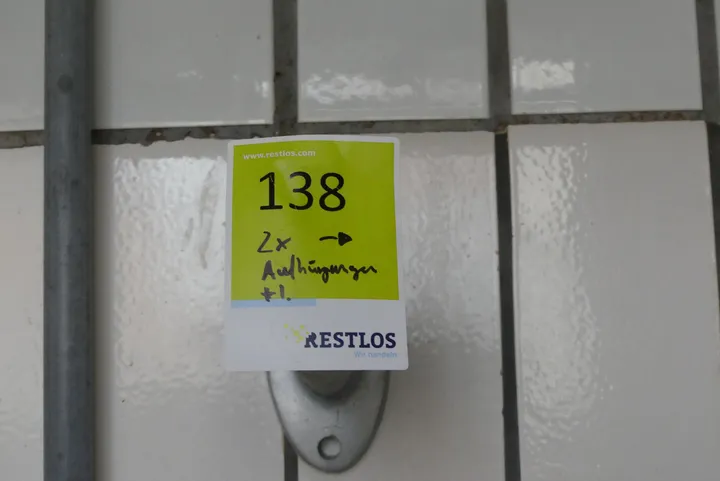 www.restlos.com
138
2x →
Aufhängungen
RESTLOS
Wir handeln!